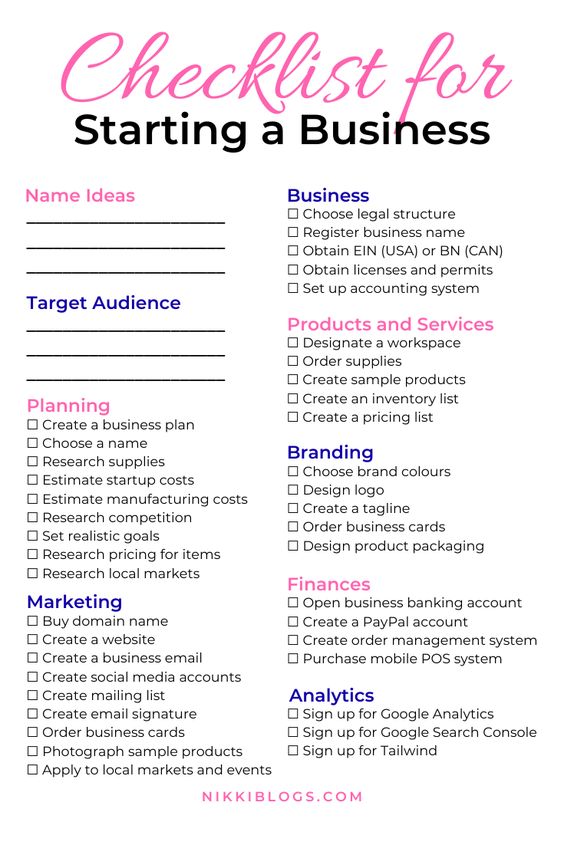 Checklist for
Starting a Business
Name Ideas
Target Audience
Planning
☐ Create a business plan
☐ Choose a name
☐ Research supplies
☐ Estimate startup costs
☐ Estimate manufacturing costs
☐ Research competition
☐ Set realistic goals
☐ Research pricing for items
☐ Research local markets
Marketing
☐ Buy domain name
☐ Create a website
☐ Create a business email
☐ Create social media accounts
☐ Create mailing list
☐ Create email signature
☐ Order business cards
☐ Photograph sample products
☐ Apply to local markets and events
Business
☐ Choose legal structure
☐ Register business name
☐ Obtain EIN (USA) or BN (CAN)
☐ Obtain licenses and permits
☐ Set up accounting system
Products and Services
☐ Designate a workspace
☐ Order supplies
☐ Create sample products
☐ Create an inventory list
☐ Create a pricing list
Branding
☐ Choose brand colours
☐ Design logo
☐ Create a tagline
☐ Order business cards
☐ Design product packaging
Finances
☐ Open business banking account
☐ Create a PayPal account
☐ Create order management system
☐ Purchase mobile POS system
Analytics
☐ Sign up for Google Analytics
☐ Sign up for Google Search Console
☐ Sign up for Tailwind
NIKKIBLOGS.COM